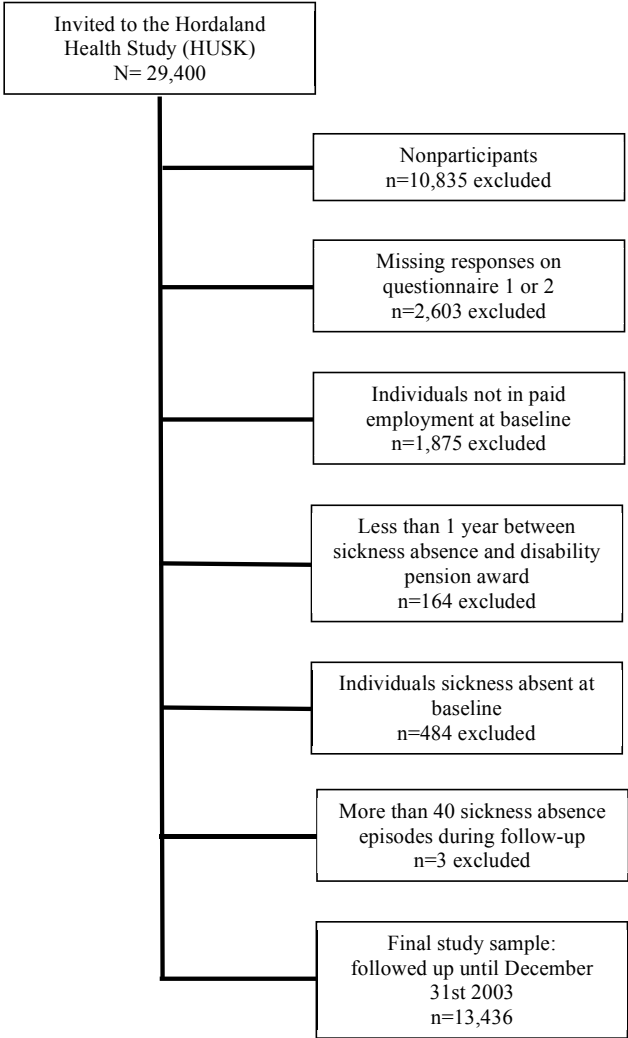 Invited to the Hordaland
Health Study (HUSK)
N= 29,400
Nonparticipants
n=10,835 excluded
Missing responses on
questionnaire 1 or 2
n=2,603 excluded
Individuals not in paid
employment at baseline
n=1,875 excluded
Less than 1 year between
sickness absence and disability
pension award
n=164 excluded
Individuals sickness absent at
baseline
n=484 excluded
More than 40 sickness absence
episodes during follow-up
n=3 excluded
Final study sample:
followed up until December
31st 2003
n=13,436